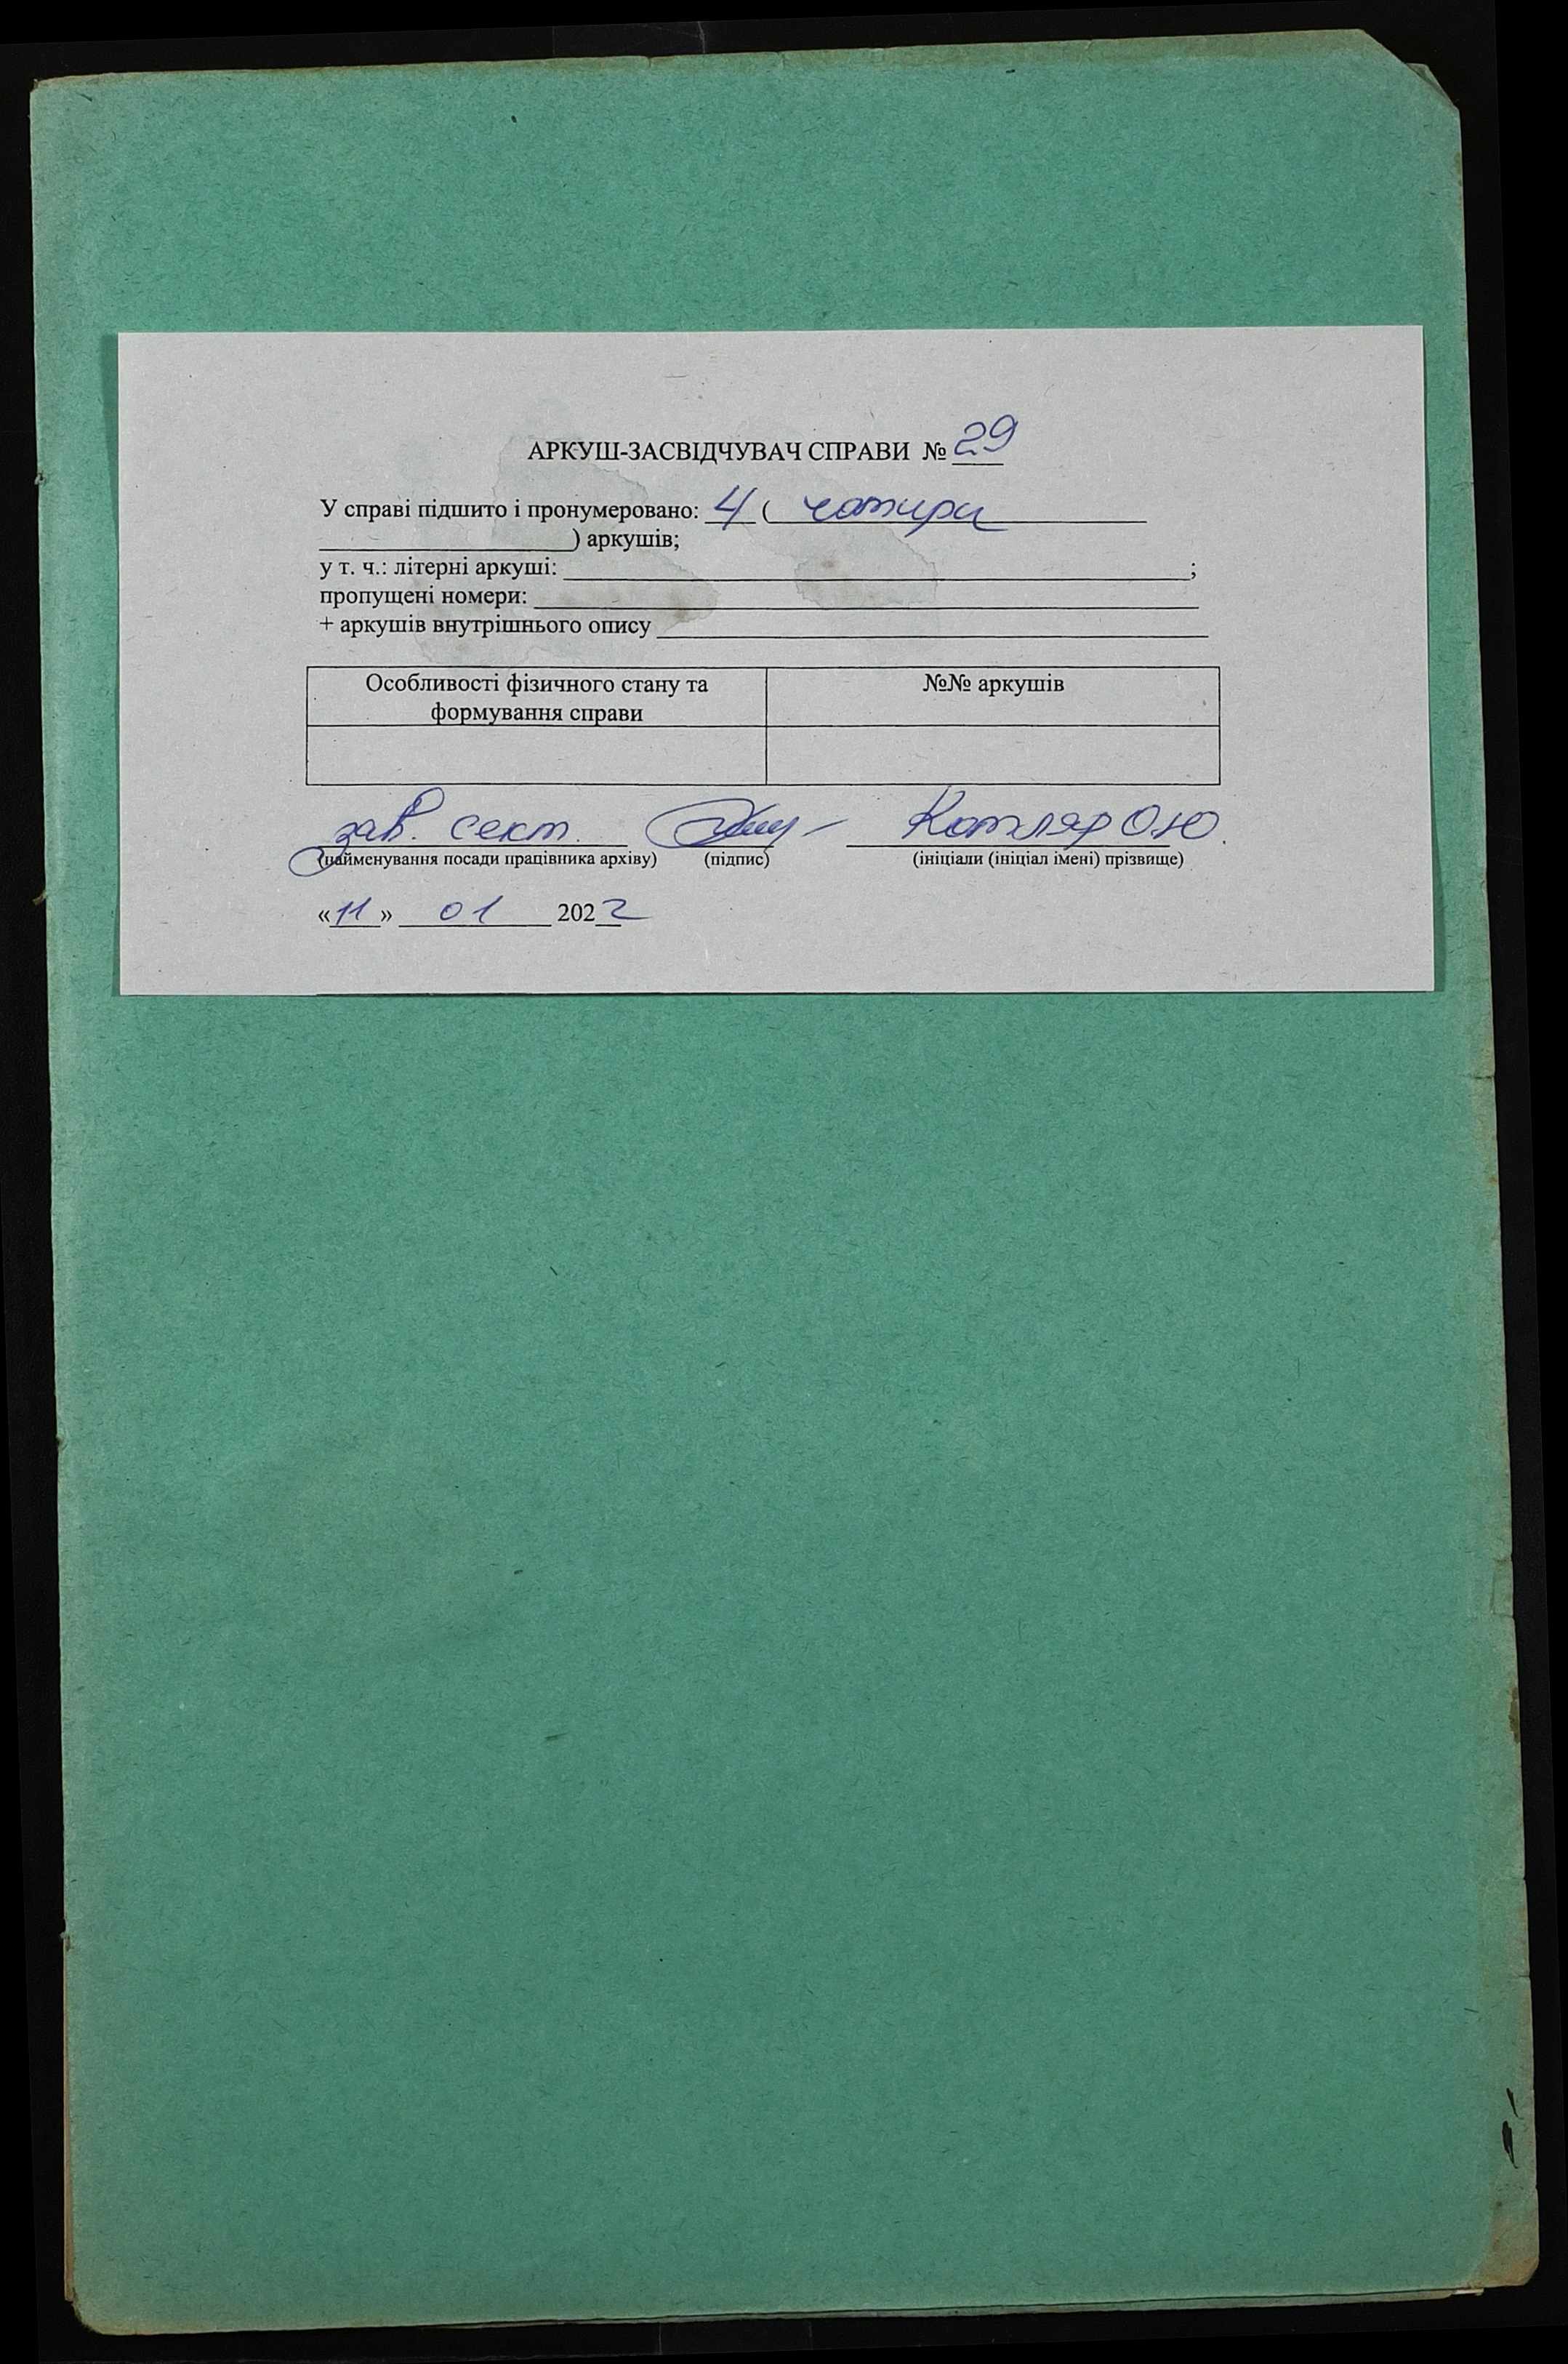 АРКУШ-ЗАСВІДЧУВАЧ СПРАВИ № 29
У справі підшито і пронумеровано: 4 ( чотири
) аркушів;
у т. ч.: літерні аркуші: ;
пропущені номери:
+ аркушів внутрішнього опису
Особливості фізичного стану та формування справи
№№ аркушів
зав. сект. Котляр О.Ю.
(найменування посади працівника архіву) (підпис) (ініціали (ініціал імені) прізвище)
«11» 01 2022